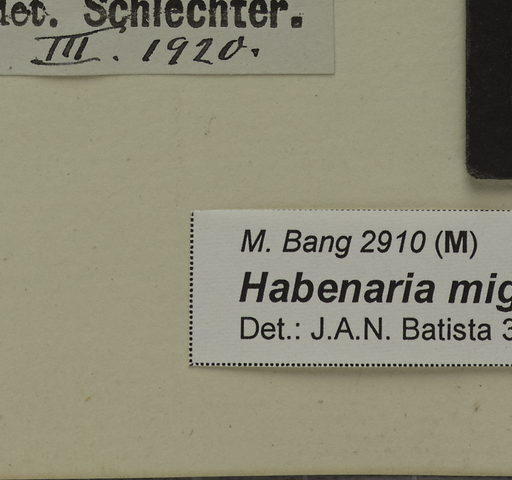 det. Schlechter.
III. 1920.
M. Bang 2910 (M)
Habenaria mig
Det.: J.A.N. Batista 3